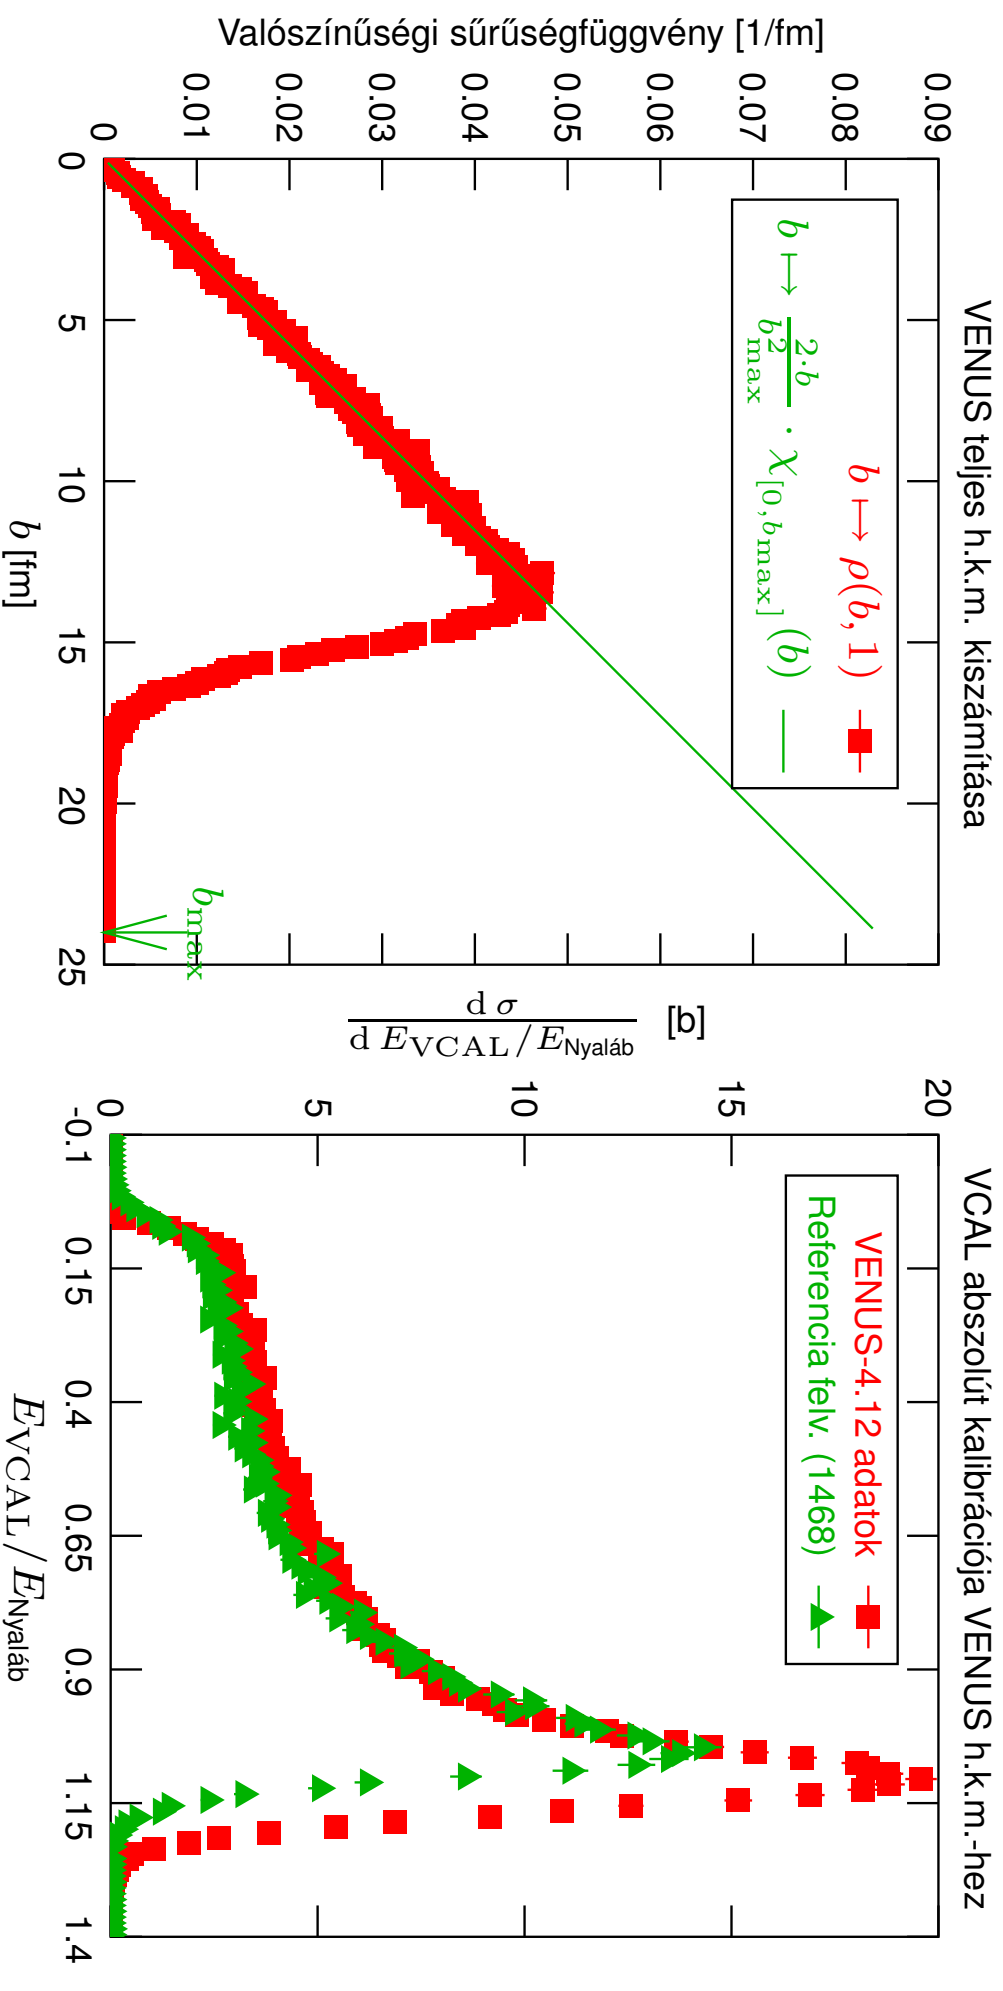 VENUS teljes h.k.m. kiszámítása
Valószínűségi sűrűségfüggvény [1/fm]
0.09
0.08
0.07
0.06
0.05
0.04
0.03
0.02
0.01
0
0 5 10 15 20 25
b [fm]
b ↦ ρ(b, 1)
b ↦ 2·b / b²max · χ[0,bmax] (b)
bmax
VCAL abszolút kalibrációja VENUS h.k.m.-hez
d σ / d EVCAL/ENyaláb [b]
20
15
10
5
0
-0.1 0.15 0.4 0.65 0.9 1.15 1.4
EVCAL/ENyaláb
VENUS-4.12 adatok
Referencia felv. (1468)